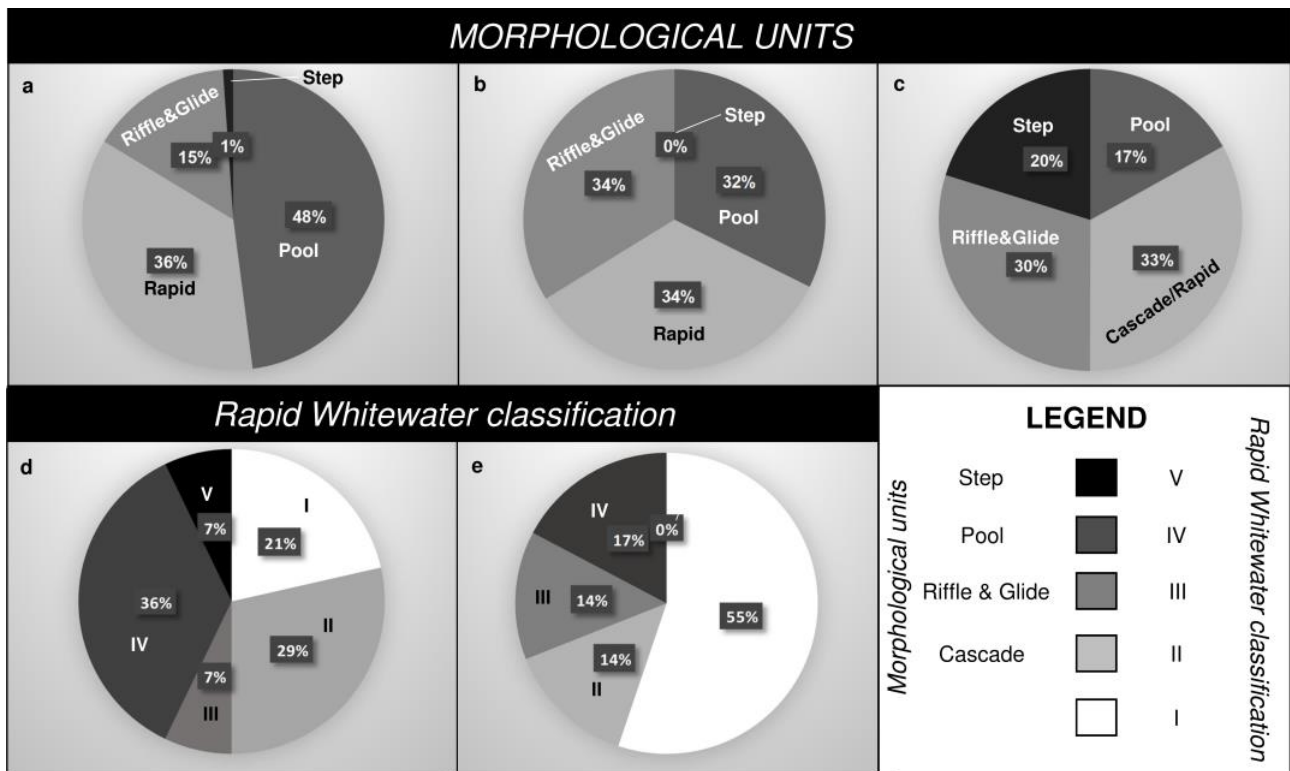 MORPHOLOGICAL UNITS
a
Step
Riffle&Glide
1%
15%
48%
Pool
36%
Rapid
b
Step
Riffle&Glide
0%
34%
32%
Pool
34%
Rapid
c
Step
Pool
20%
17%
Riffle&Glide
30%
33%
Cascade/Rapid
Rapid Whitewater classification
d
V
I
7%
21%
36%
IV
II
29%
7%
III
e
IV
0%
17%
III
14%
55%
14%
II
LEGEND
Morphological units
Rapid Whitewater classification
Step V
Pool IV
Riffle & Glide III
Cascade II
I